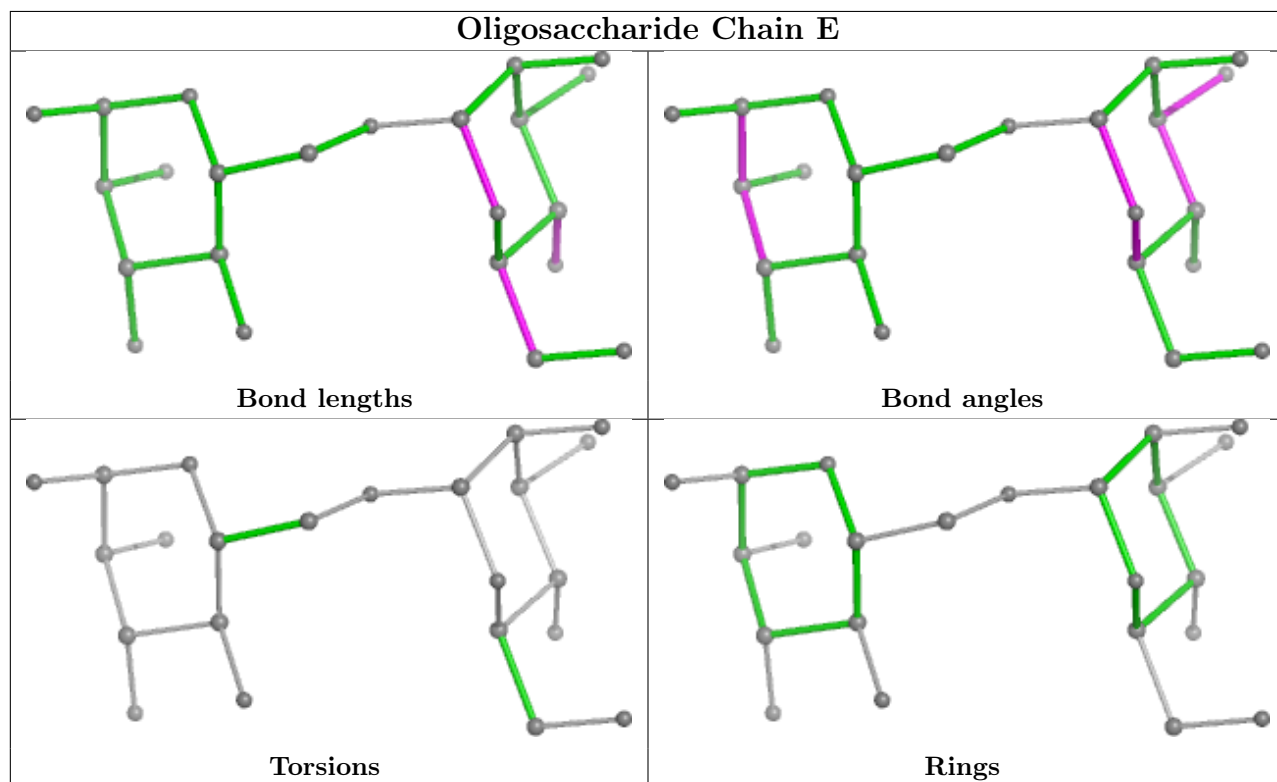 Oligosaccharide Chain E
Bond lengths
Bond angles
Torsions
Rings